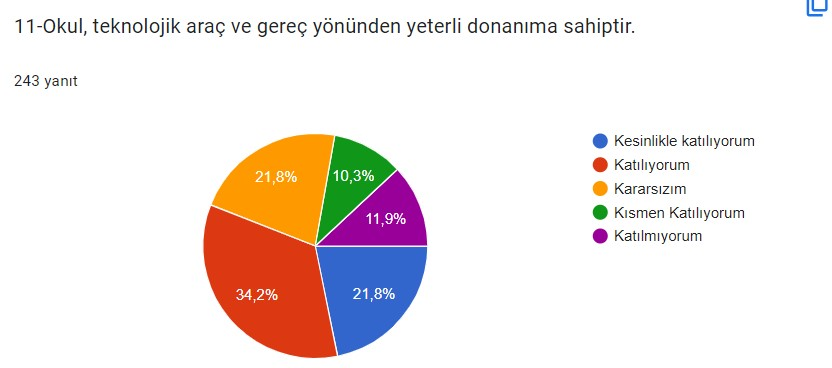 11-Okul, teknolojik araç ve gereç yönünden yeterli donanıma sahiptir.
243 yanıt
21,8%
10,3%
11,9%
34,2%
21,8%
Kesinlikle katılıyorum
Katılıyorum
Kararsızım
Kısmen Katılıyorum
Katılmıyorum